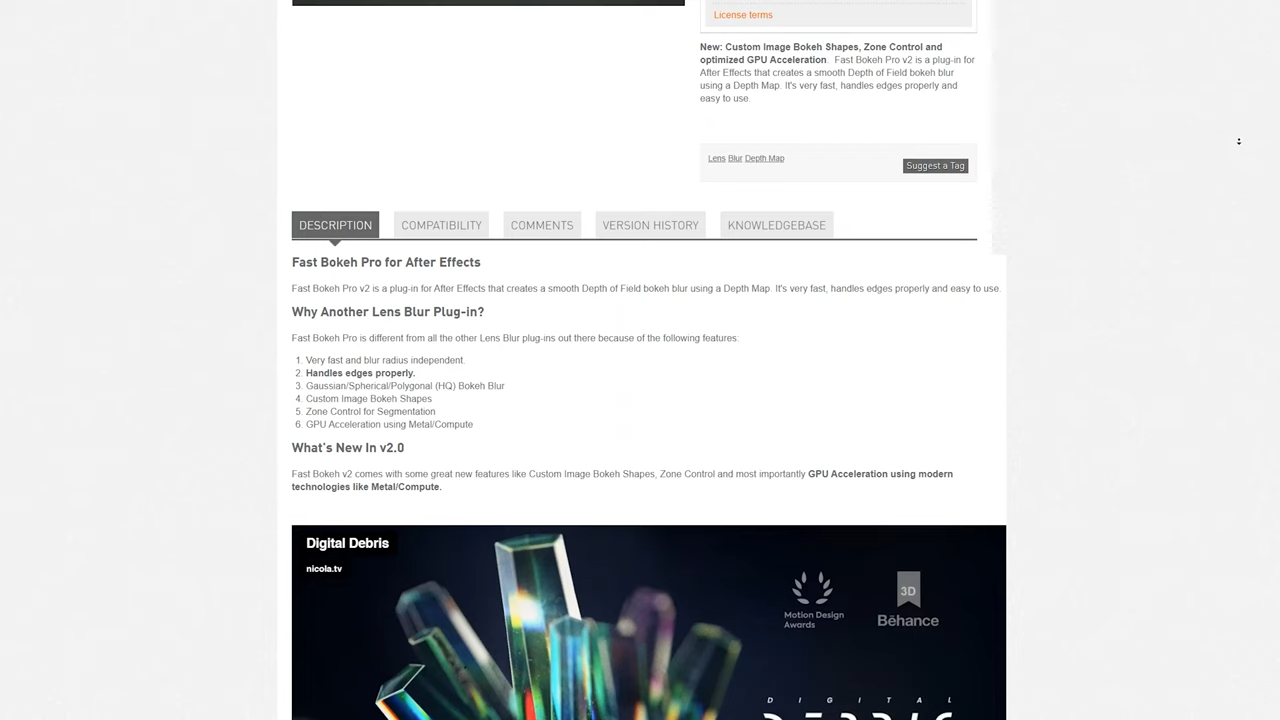 License terms
New: Custom Image Bokeh Shapes, Zone Control and
optimized GPU Acceleration. Fast Bokeh Pro v2 is a plug-in for
After Effects that creates a smooth Depth of Field bokeh blur
using a Depth Map. It's very fast, handles edges properly and
easy to use.
Lens Blur Depth Map
Suggest a Tag
DESCRIPTION COMPATIBILITY COMMENTS VERSION HISTORY KNOWLEDGEBASE
Fast Bokeh Pro for After Effects
Fast Bokeh Pro v2 is a plug-in for After Effects that creates a smooth Depth of Field bokeh blur using a Depth Map. It's very fast, handles edges properly and easy to use.
Why Another Lens Blur Plug-in?
Fast Bokeh Pro is different from all the other Lens Blur plug-ins out there because of the following features:
1. Very fast and blur radius independent.
2. Handles edges properly.
3. Gaussian/Spherical/Polygonal (HQ) Bokeh Blur
4. Custom Image Bokeh Shapes
5. Zone Control for Segmentation
6. GPU Acceleration using Metal/Compute
What's New In v2.0
Fast Bokeh v2 comes with some great new features like Custom Image Bokeh Shapes, Zone Control and most importantly GPU Acceleration using modern
technologies like Metal/Compute.
Digital Debris
nicola.tv
Motion Design
Awards
3D
Bēhance
DIGITAL